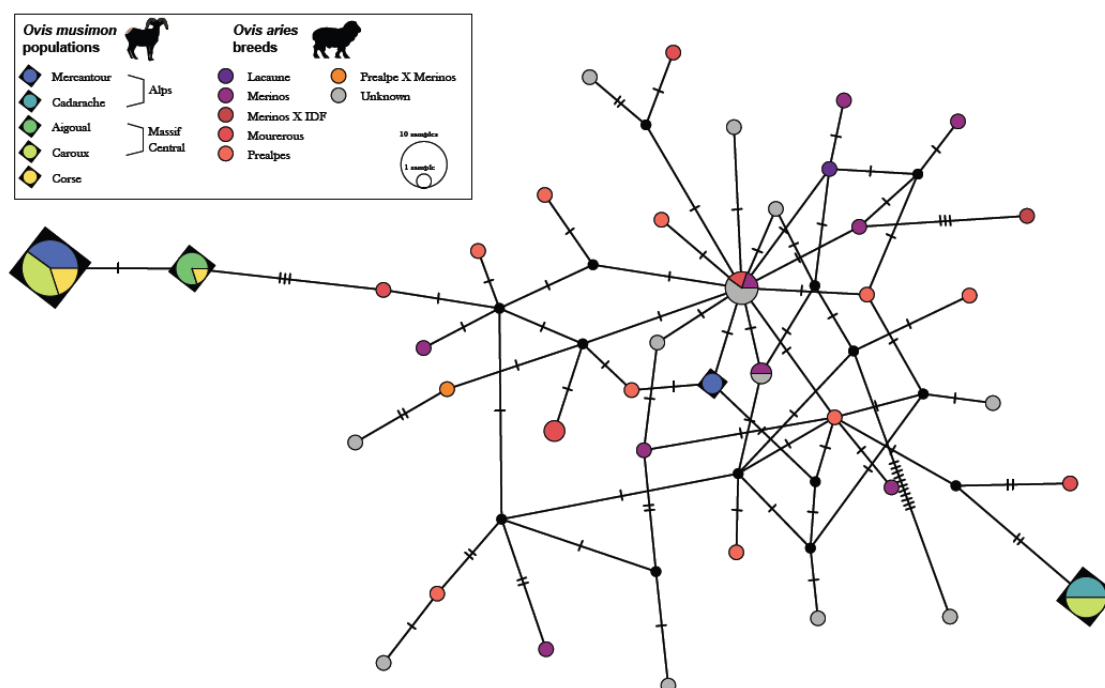 Ovis musimon
populations
Mercantour
Cadarache
Alps
Aigoual
Caroux
Massif
Central
Corse
Ovis aries
breeds
Lacaune
Merinos
Merinos X IDF
Mourerous
Prealpes
Prealpe X Merinos
Unknown
10 samples
1 sample